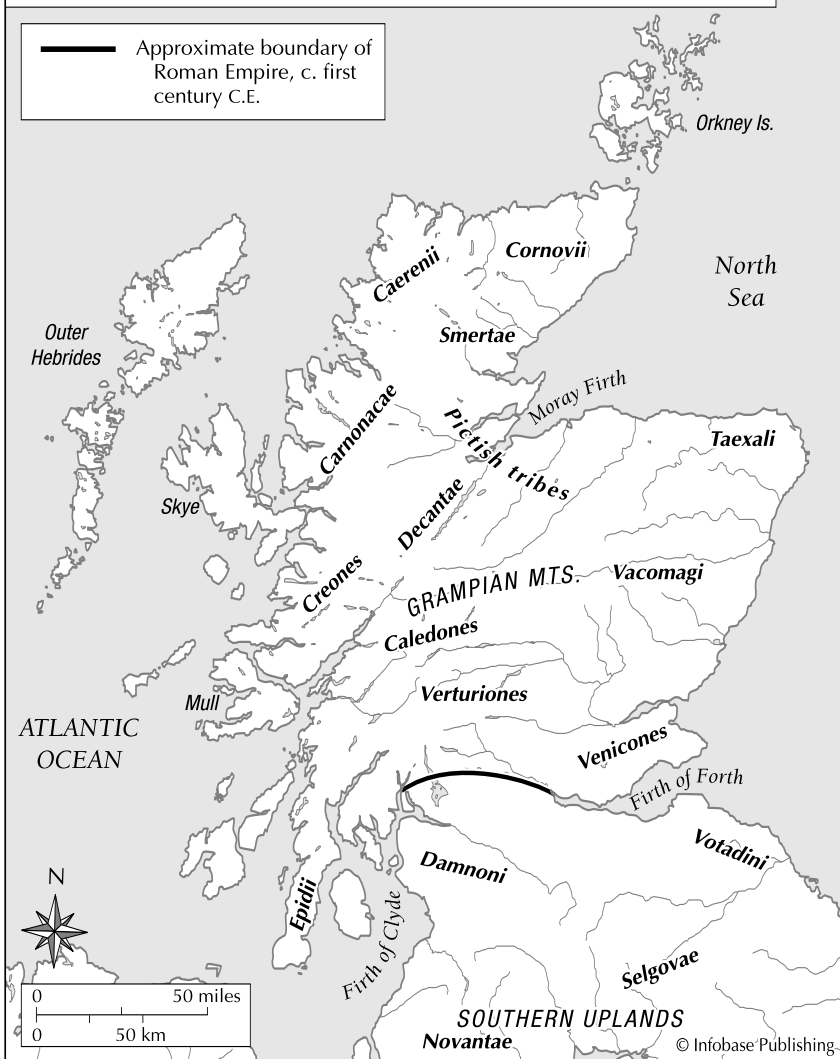 Approximate boundary of
Roman Empire, c. first
century C.E.
Orkney Is.
Cornovii
Caerenii
North
Sea
Outer
Hebrides
Smertae
Moray Firth
Carnonacae
Pictish tribes
Taexali
Skye
Decantae
Creones
GRAMPIAN MTS.
Vacomagi
Caledones
Mull
Verturiones
ATLANTIC
OCEAN
Venicones
Firth of Forth
Votadini
Damnoni
N
Epidii
Firth of Clyde
Selgovae
0 50 miles
0 50 km
SOUTHERN UPLANDS
Novantae
© Infobase Publishing